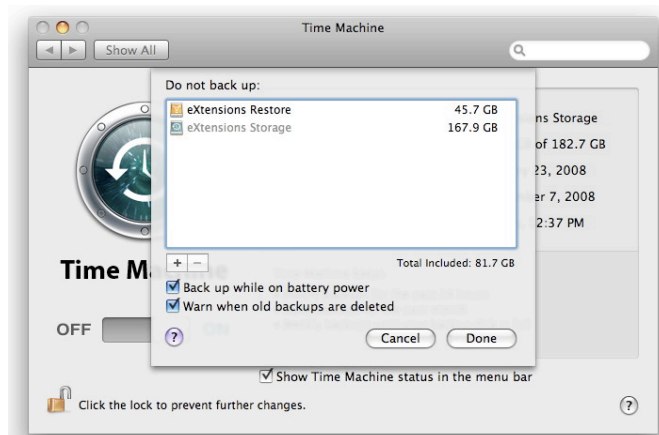 Time Machine
Show All
Do not back up:
eXtensions Restore 45.7 GB
eXtensions Storage 167.9 GB
ns Storage
of 182.7 GB
23, 2008
er 7, 2008
2:37 PM
Total Included: 81.7 GB
Time Machine
Back up while on battery power
Warn when old backups are deleted
OFF ON
?
Cancel Done
Show Time Machine status in the menu bar
Click the lock to prevent further changes. ?